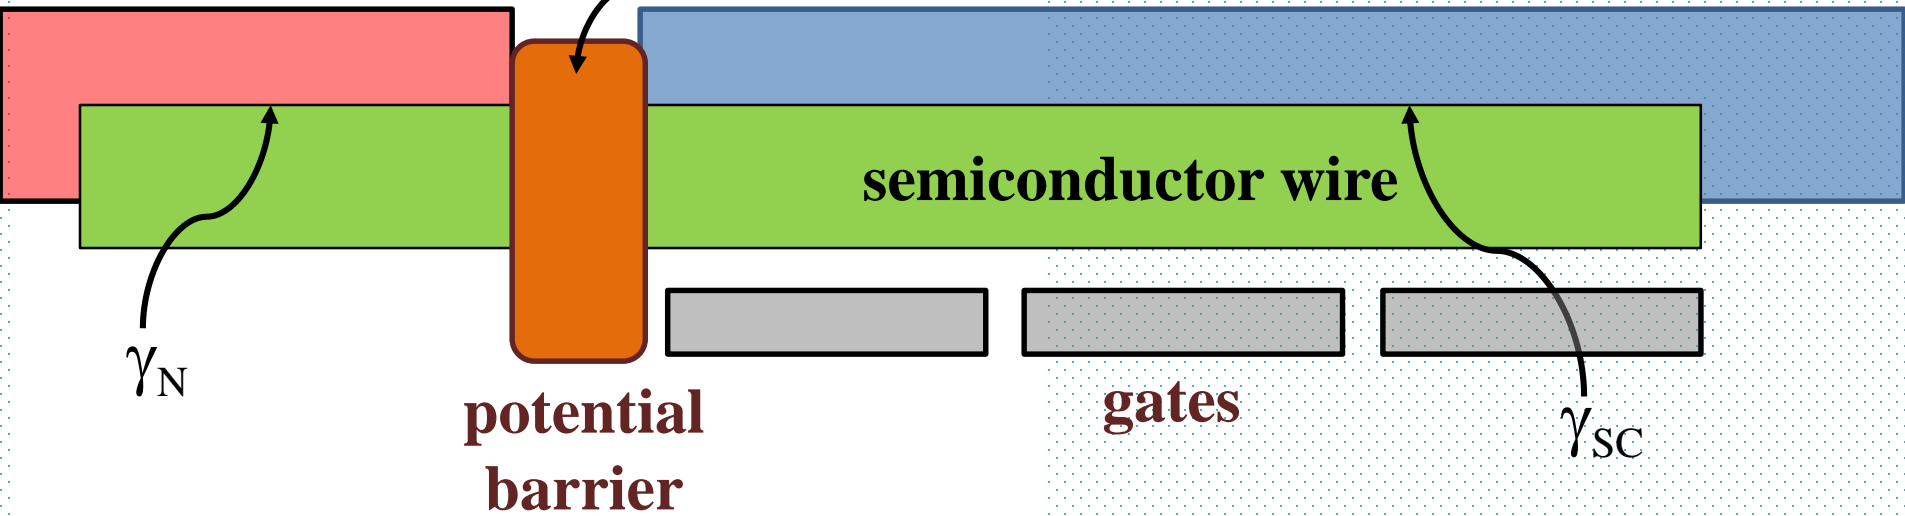 semiconductor wire
γN
potential
barrier
gates
γSC